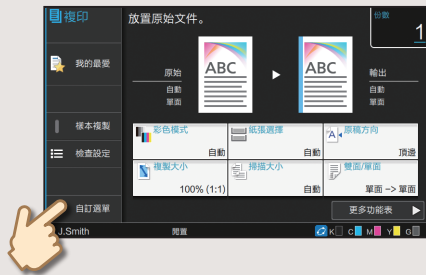 複印
放置原始文件。
份數
1
我的最愛
原始
自動
單面
ABC
ABC
輸出
自動
單面
樣本複製
檢查設定
彩色模式
自動
紙張選擇
自動
原稿方向
頂邊
複製大小
100% (1:1)
掃描大小
自動
雙面/單面
單面 -> 單面
自訂選單
更多功能表
J.Smith
閒置
K C M Y G